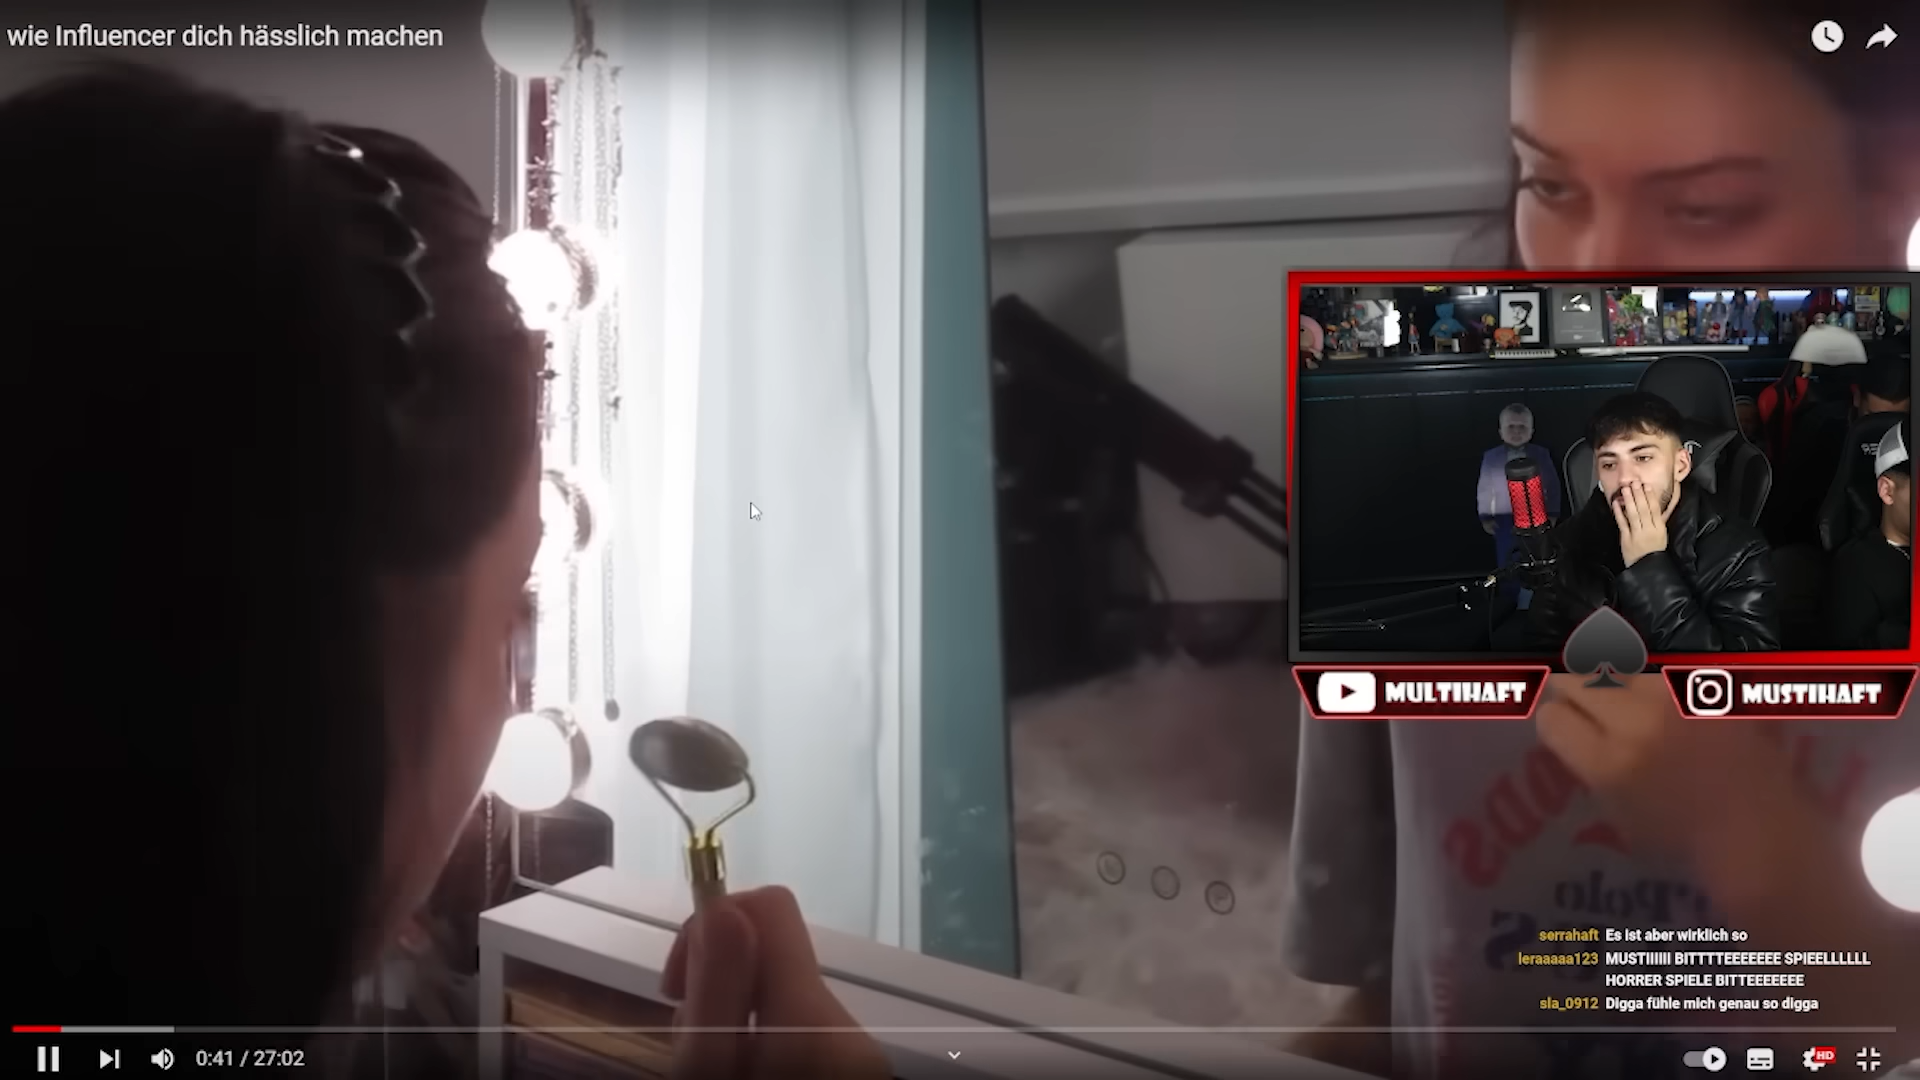 wie Influencer dich hässlich machen
MULTIHAFT
MUSTIHAFT
serrahaft Es ist aber wirklich so
leraaaaa123 MUSTIIIIII BITTTTEEEEEEE SPIEELLLLLL
HORRER SPIELE BITTEEEEEEE
sla_0912 Digga fühle mich genau so digga
0:41 / 27:02
HD